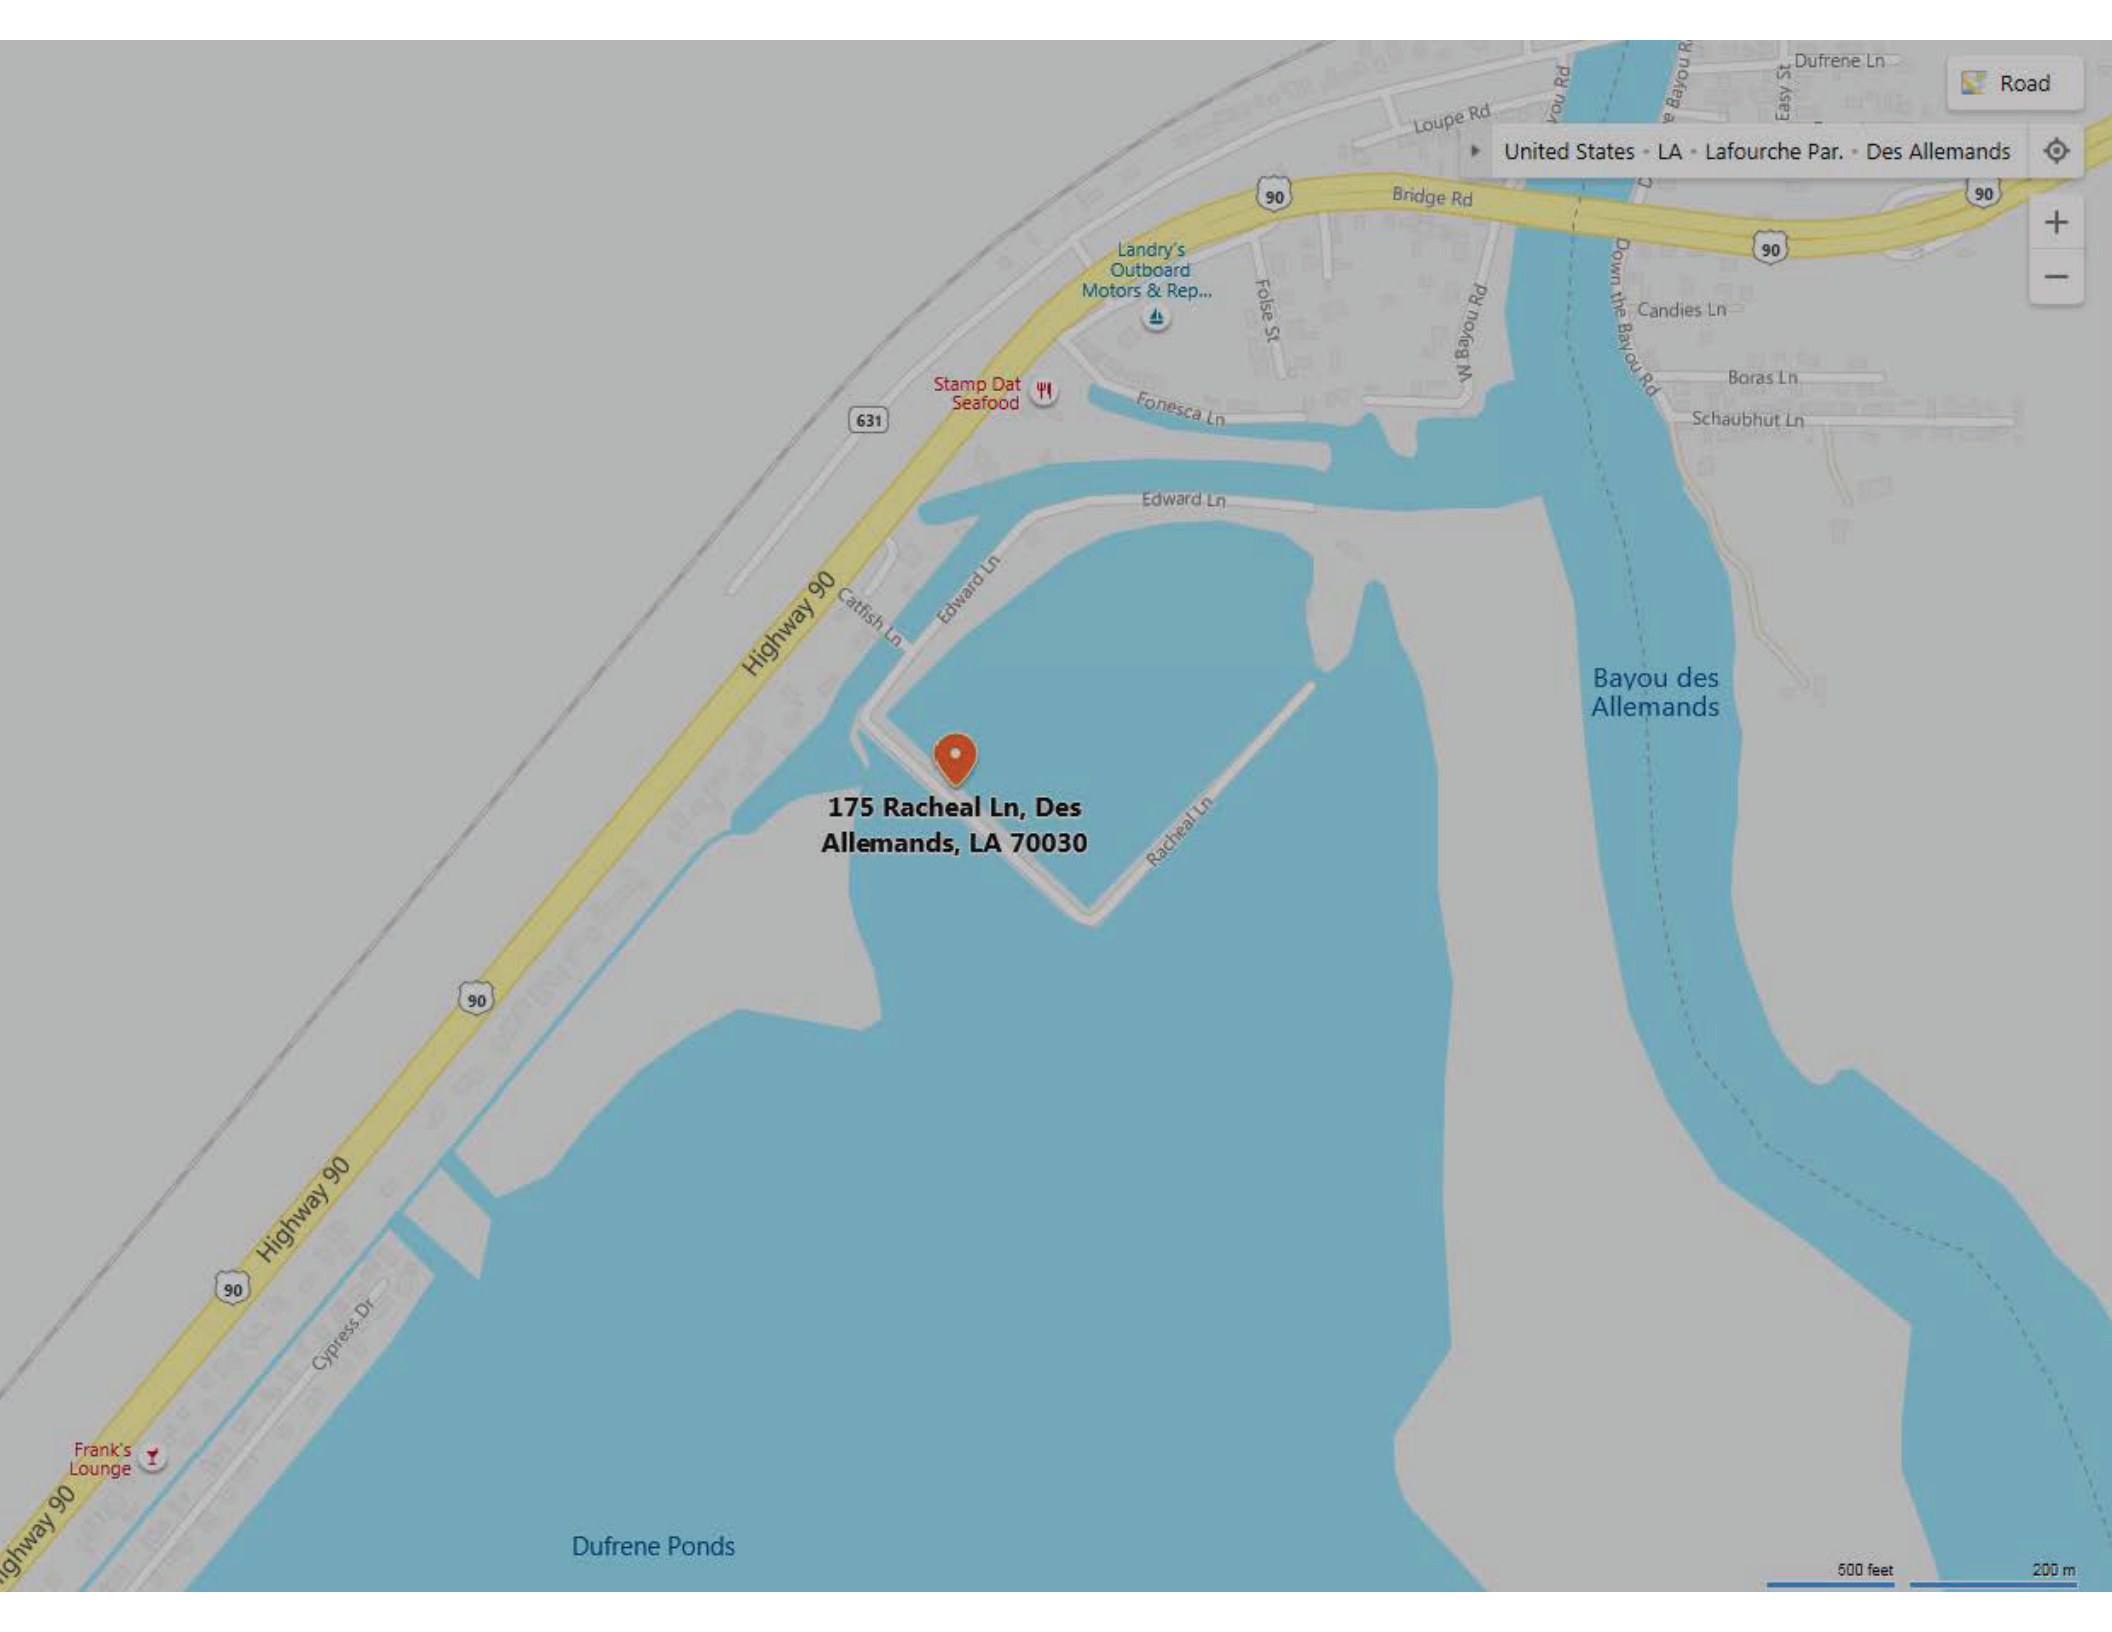 Dufrene Ln
Easy St
e Bayou R
you Rd
Road
Loupe Rd
United States · LA · Lafourche Par. · Des Allemands
90
Bridge Rd
90
90
Landry's
Outboard
Motors & Rep...
Folse St
W Bayou Rd
Down the Bayou Rd
Candies Ln
Boras Ln
Stamp Dat
Seafood
Fonesca Ln
Schaubhut Ln
631
Edward Ln
Edward Ln
Catfish Ln
Highway 90
Bayou des
Allemands
175 Racheal Ln, Des
Allemands, LA 70030
Racheal Ln
90
Highway 90
90
Cypress Dr
Frank's
Lounge
ighway 90
Dufrene Ponds
500 feet
200 m